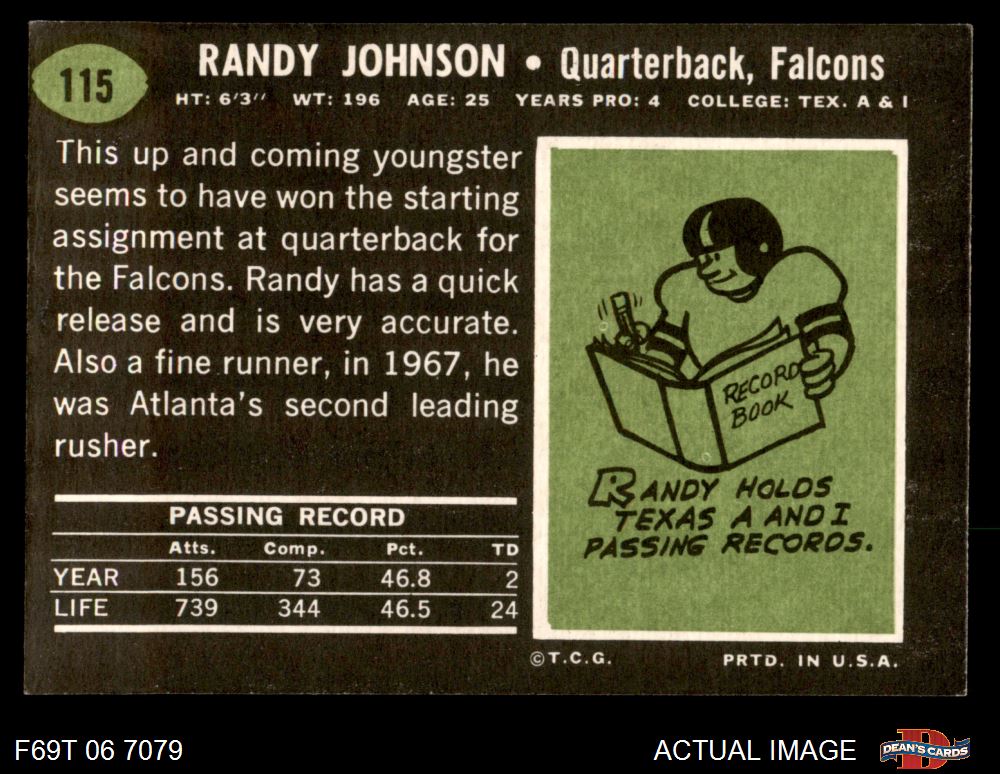 115
RANDY JOHNSON • Quarterback, Falcons
HT: 6'3'' WT: 196 AGE: 25 YEARS PRO: 4 COLLEGE: TEX. A & I
This up and coming youngster
seems to have won the starting
assignment at quarterback for
the Falcons. Randy has a quick
release and is very accurate.
Also a fine runner, in 1967, he
was Atlanta's second leading
rusher.
PASSING RECORD
Atts. Comp. Pct. TD
YEAR 156 73 46.8 2
LIFE 739 344 46.5 24
RECORD
BOOK
RANDY HOLDS
TEXAS A AND I
PASSING RECORDS.
©T.C.G. PRTD. IN U.S.A.
F69T 06 7079 ACTUAL IMAGE
D
DEAN'S CARDS